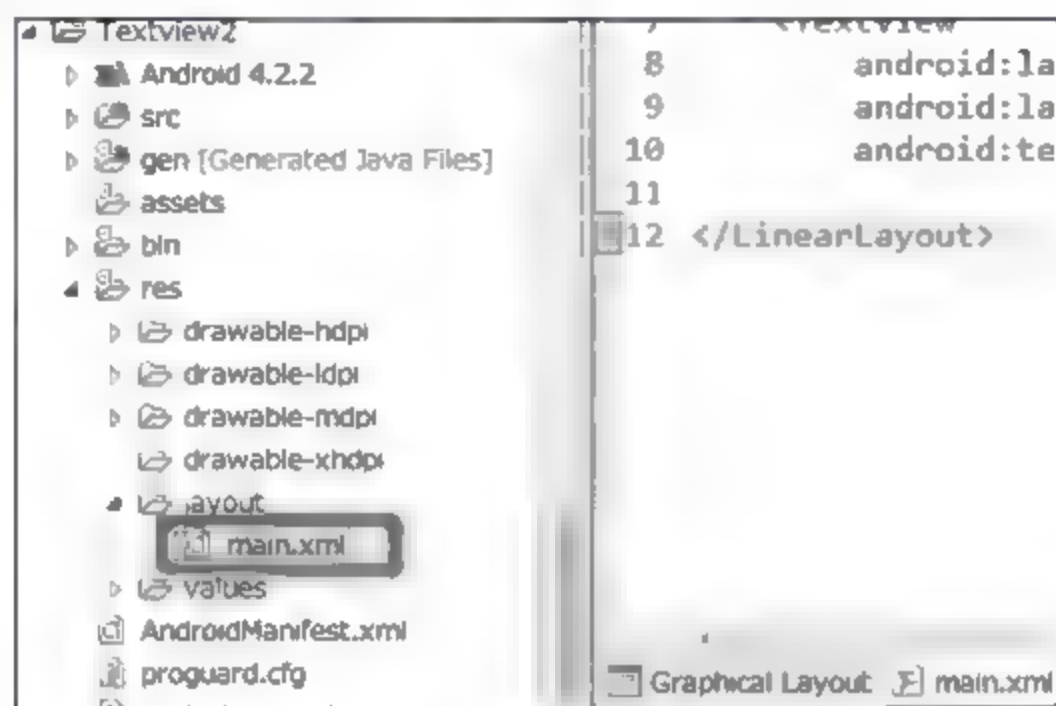 Textview2
Android 4.2.2
src
gen [Generated Java Files]
assets
bin
res
drawable-hdpi
drawable-ldpi
drawable-mdpi
drawable-xhdpi
layout
main.xml
values
AndroidManifest.xml
proguard.cfg
7 <Textview
8 android:la
9 android:la
10 android:te
11
12 </LinearLayout>
Graphical Layout main.xml